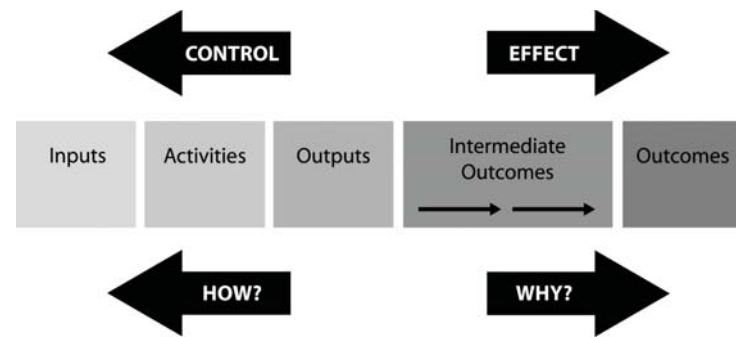 CONTROL
EFFECT
Inputs
Activities
Outputs
Intermediate
Outcomes
Outcomes
HOW?
WHY?